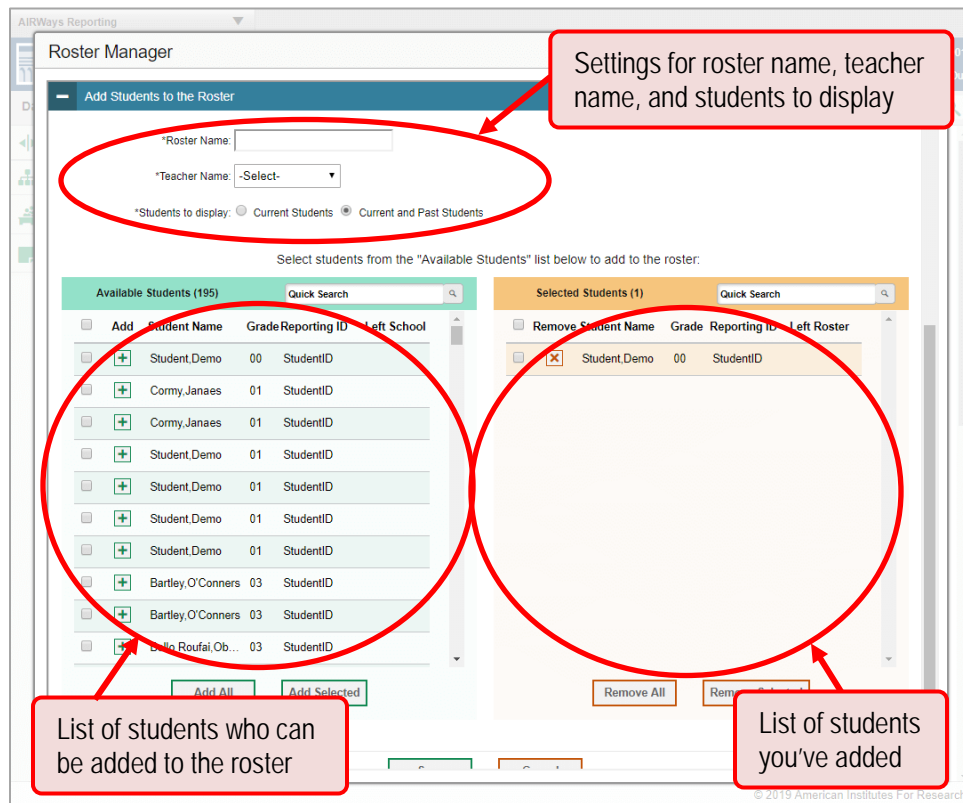 AIRWays Reporting
Roster Manager
Settings for roster name, teacher
name, and students to display
Add Students to the Roster
*Roster Name:
*Teacher Name: -Select-
*Students to display: Current Students Current and Past Students
Select students from the "Available Students" list below to add to the roster:
Available Students (195) Quick Search
Add Student Name Grade Reporting ID Left School
Student,Demo 00 StudentID
Cormy,Janaes 01 StudentID
Cormy,Janaes 01 StudentID
Student,Demo 01 StudentID
Student,Demo 01 StudentID
Student,Demo 01 StudentID
Student,Demo 01 StudentID
Bartley,O'Conners 03 StudentID
Bartley,O'Conners 03 StudentID
Bello Roufai,Ob... 03 StudentID
Add All Add Selected
Selected Students (1) Quick Search
Remove Student Name Grade Reporting ID Left Roster
Student,Demo 00 StudentID
Remove All Remove Selected
List of students who can
be added to the roster
List of students
you've added
© 2019 American Institutes For Research